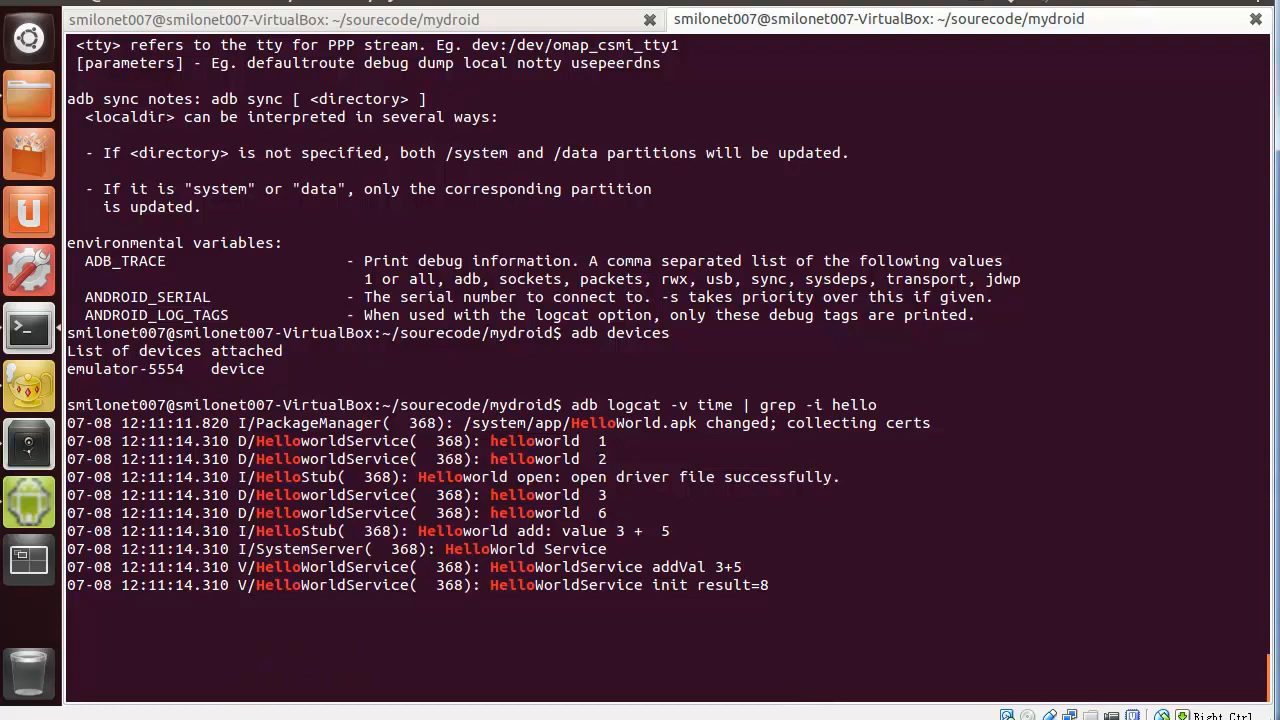 smilonet007@smilonet007-VirtualBox: ~/sourecode/mydroid
smilonet007@smilonet007-VirtualBox: ~/sourecode/mydroid
<tty> refers to the tty for PPP stream. Eg. dev:/dev/omap_csmi_tty1
[parameters] - Eg. defaultroute debug dump local notty usepeerdns
adb sync notes: adb sync [ <directory> ]
<localdir> can be interpreted in several ways:
- If <directory> is not specified, both /system and /data partitions will be updated.
- If it is "system" or "data", only the corresponding partition
is updated.
environmental variables:
ADB_TRACE - Print debug information. A comma separated list of the following values
1 or all, adb, sockets, packets, rwx, usb, sync, sysdeps, transport, jdwp
ANDROID_SERIAL - The serial number to connect to. -s takes priority over this if given.
ANDROID_LOG_TAGS - When used with the logcat option, only these debug tags are printed.
smilonet007@smilonet007-VirtualBox:~/sourecode/mydroid$ adb devices
List of devices attached
emulator-5554 device
smilonet007@smilonet007-VirtualBox:~/sourecode/mydroid$ adb logcat -v time | grep -i hello
07-08 12:11:11.820 I/PackageManager( 368): /system/app/HelloWorld.apk changed; collecting certs
07-08 12:11:14.310 D/HelloworldService( 368): helloworld 1
07-08 12:11:14.310 D/HelloworldService( 368): helloworld 2
07-08 12:11:14.310 I/HelloStub( 368): Helloworld open: open driver file successfully.
07-08 12:11:14.310 D/HelloworldService( 368): helloworld 3
07-08 12:11:14.310 D/HelloworldService( 368): helloworld 6
07-08 12:11:14.310 I/HelloStub( 368): Helloworld add: value 3 + 5
07-08 12:11:14.310 I/SystemServer( 368): HelloWorld Service
07-08 12:11:14.310 V/HelloWorldService( 368): HelloWorldService addVal 3+5
07-08 12:11:14.310 V/HelloWorldService( 368): HelloWorldService init result=8
Right Ctrl